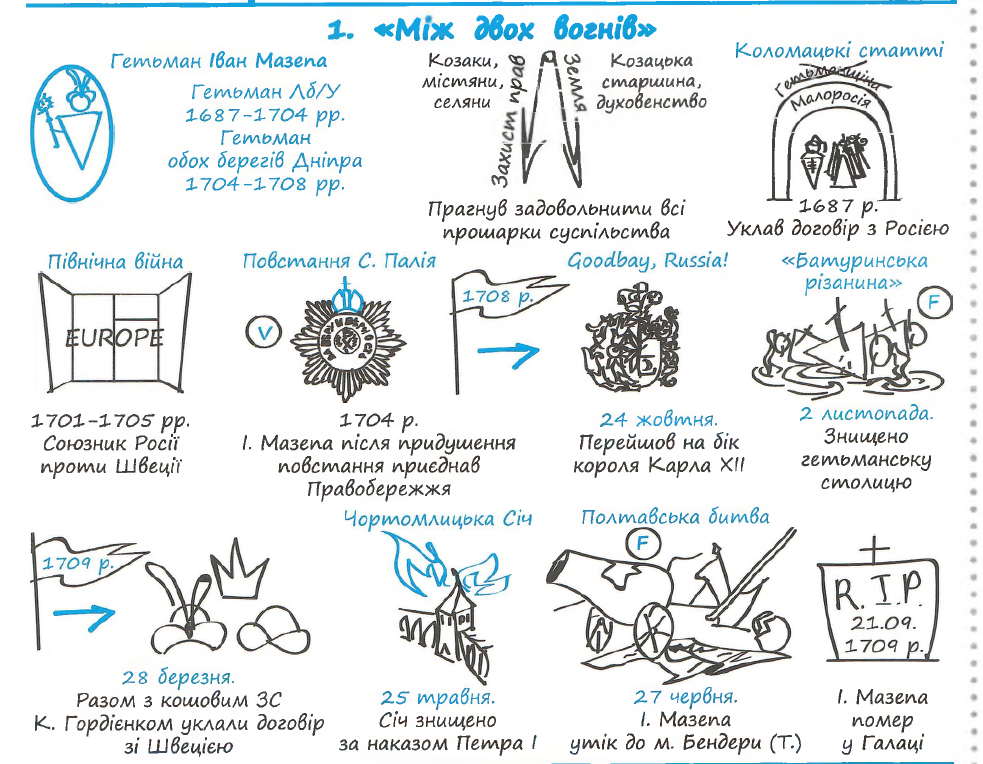 1. «Між двох вогнів»
Гетьман Іван Мазепа
Гетьман Лб/У
1687-1704 рр.
Гетьман
обох берегів Дніпра
1704-1708 рр.
Козаки,
містяни,
селяни
Захист прав
Земля
Козацька
старшина,
духовенство
Прагнув задовольнити всі
прошарки суспільства
Коломацькі статті
Гетьманщина
Малоросія
1687 р.
Уклав договір з Росією
Північна війна
EUROPE
1701-1705 рр.
Союзник Росії
проти Швеції
Повстання С. Палія
V
1704 р.
І. Мазепа після придушення
повстання приєднав
Правобережжя
1708 р.
Goodbay, Russia!
24 жовтня.
Перейшов на бік
короля Карла XII
«Батуринська
різанина»
F
2 листопада.
Знищено
гетьманську
столицю
1709 р.
28 березня.
Разом з кошовим ЗС
К. Гордієнком уклали договір
зі Швецією
Чортомлицька Січ
25 травня.
Січ знищено
за наказом Петра І
Полтавська битва
F
27 червня.
І. Мазепа
утік до м. Бендери (Т.)
R.I.P.
21.09.
1709 р.
І. Мазепа
помер
у Галаці